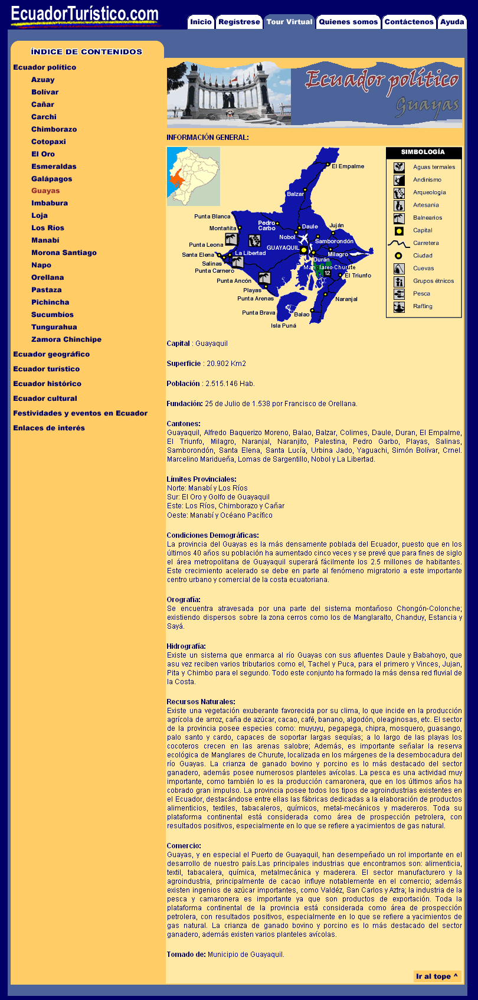 EcuadorTurístico.com
Inicio
Regístrese
Tour Virtual
Quienes somos
Contáctenos
Ayuda
ÍNDICE DE CONTENIDOS
Ecuador político
Azuay
Bolívar
Cañar
Carchi
Chimborazo
Cotopaxi
El Oro
Esmeraldas
Galápagos
Guayas
Imbabura
Loja
Los Ríos
Manabí
Morona Santiago
Napo
Orellana
Pastaza
Pichincha
Sucumbíos
Tungurahua
Zamora Chinchipe
Ecuador geográfico
Ecuador turístico
Ecuador histórico
Ecuador cultural
Festividades y eventos en Ecuador
Enlaces de interés
Ecuador político
Guayas
INFORMACIÓN GENERAL:
El Empalme
Balzar
Punta Blanca
Montañita
Pedro
Carbo
Daule
Juján
Nobol
Samborondón
Punta Leona
GUAYAQUIL
Santa Elena
La Libertad
Milagro
Durán
Salinas
Punta Carnero
Manglares-Churute
12
El Triunfo
Punta Ancón
Playas
Punta Arenas
Naranjal
Punta Brava
Balao
Isla Puná
SIMBOLOGÍA
Aguas termales
Andinismo
Arqueología
Artesania
Balnearios
Capital
Carretera
Ciudad
Cuevas
Grupos étnicos
Pesca
Rafting
Capital : Guayaquil
Superficie : 20.902 Km2
Población : 2.515.146 Hab.
Fundación: 25 de Julio de 1.538 por Francisco de Orellana.
Cantones:
Guayaquil, Alfredo Baquerizo Moreno, Balao, Balzar, Colimes, Daule, Duran, El Empalme,
El Triunfo, Milagro, Naranjal, Naranjito, Palestina, Pedro Garbo, Playas, Salinas,
Samborondón, Santa Elena, Santa Lucía, Urbina Jado, Yaguachi, Simón Bolívar, Crnel.
Marcelino Maridueña, Lomas de Sargentillo, Nobol y La Libertad.
Límites Provinciales:
Norte: Manabí y Los Ríos
Sur: El Oro y Golfo de Guayaquil
Este: Los Ríos, Chimborazo y Cañar
Oeste: Manabí y Océano Pacífico
Condiciones Demográficas:
La provincia del Guayas es la más densamente poblada del Ecuador, puesto que en los
últimos 40 años su población ha aumentado cinco veces y se prevé que para fines de siglo
el área metropolitana de Guayaquil superará fácilmente los 2.5 millones de habitantes.
Este crecimiento acelerado se debe en parte al fenómeno migratorio a este importante
centro urbano y comercial de la costa ecuatoriana.
Orografía:
Se encuentra atravesada por una parte del sistema montañoso Chongón-Colonche;
existiendo dispersos sobre la zona cerros como los de Manglaralto, Chanduy, Estancia y
Sayá.
Hidrografía:
Existe un sistema que enmarca al río Guayas con sus afluentes Daule y Babahoyo, que
asu vez reciben varios tributarios como el, Tachel y Puca, para el primero y Vinces, Jujan,
Pita y Chimbo para el segundo. Todo este conjunto ha formado la más densa red fluvial de
la Costa.
Recursos Naturales:
Existe una vegetación exuberante favorecida por su clima, lo que incide en la producción
agrícola de arroz, caña de azúcar, cacao, café, banano, algodón, oleaginosas, etc. El sector
de la provincia posee especies como: muyuyu, pegapega, chipra, mosquero, guasango,
palo santo y cardo, capaces de soportar largas sequías; a lo largo de las playas los
cocoteros crecen en las arenas salobre; Además, es importante señalar la reserva
ecológica de Manglares de Churute, localizada en los márgenes de la desembocadura del
río Guayas. La crianza de ganado bovino y porcino es lo más destacado del sector
ganadero, además posee numerosos planteles avícolas. La pesca es una actividad muy
importante, como también lo es la producción camaronera, que en los últimos años ha
cobrado gran impulso. La provincia posee todos los tipos de agroindustrias existentes en
el Ecuador, destacándose entre ellas las fábricas dedicadas a la elaboración de productos
alimenticios, textiles, tabacaleros, químicos, metal-mecánicos y madereros. Toda su
plataforma continental está considerada como área de prospección petrolera, con
resultados positivos, especialmente en lo que se refiere a yacimientos de gas natural.
Comercio:
Guayas, y en especial el Puerto de Guayaquil, han desempeñado un rol importante en el
desarrollo de nuestro país.Las principales industrias que encontramos son: alimenticia,
textil, tabacalera, química, metalmecánica y maderera. El sector manufacturero y la
agroindustria, principalmente de cacao influye notablemente en el comercio; además
existen ingenios de azúcar importantes, como Valdéz, San Carlos y Aztra; la industria de la
pesca y camaronera es importante ya que son productos de exportación. Toda la
plataforma continental de la provincia está considerada como área de prospección
petrolera, con resultados positivos, especialmente en lo que se refiere a yacimientos de
gas natural. La crianza de ganado bovino y porcino es lo más destacado del sector
ganadero, además existen varios planteles avícolas.
Tomado de: Municipio de Guayaquil.
Ir al tope ^